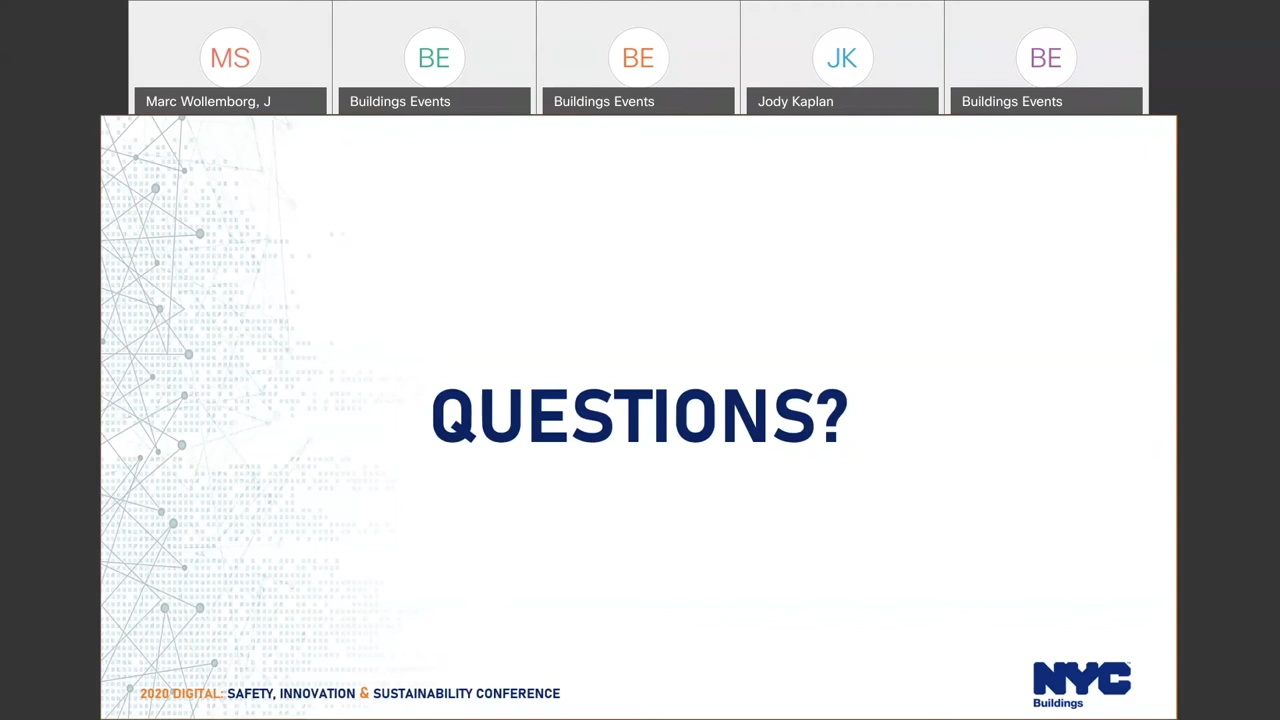 MS
BE
BE
JK
BE
Marc Wollemborg, J
Buildings Events
Buildings Events
Jody Kaplan
Buildings Events
QUESTIONS?
2020 DIGITAL: SAFETY, INNOVATION & SUSTAINABILITY CONFERENCE
NYC
Buildings